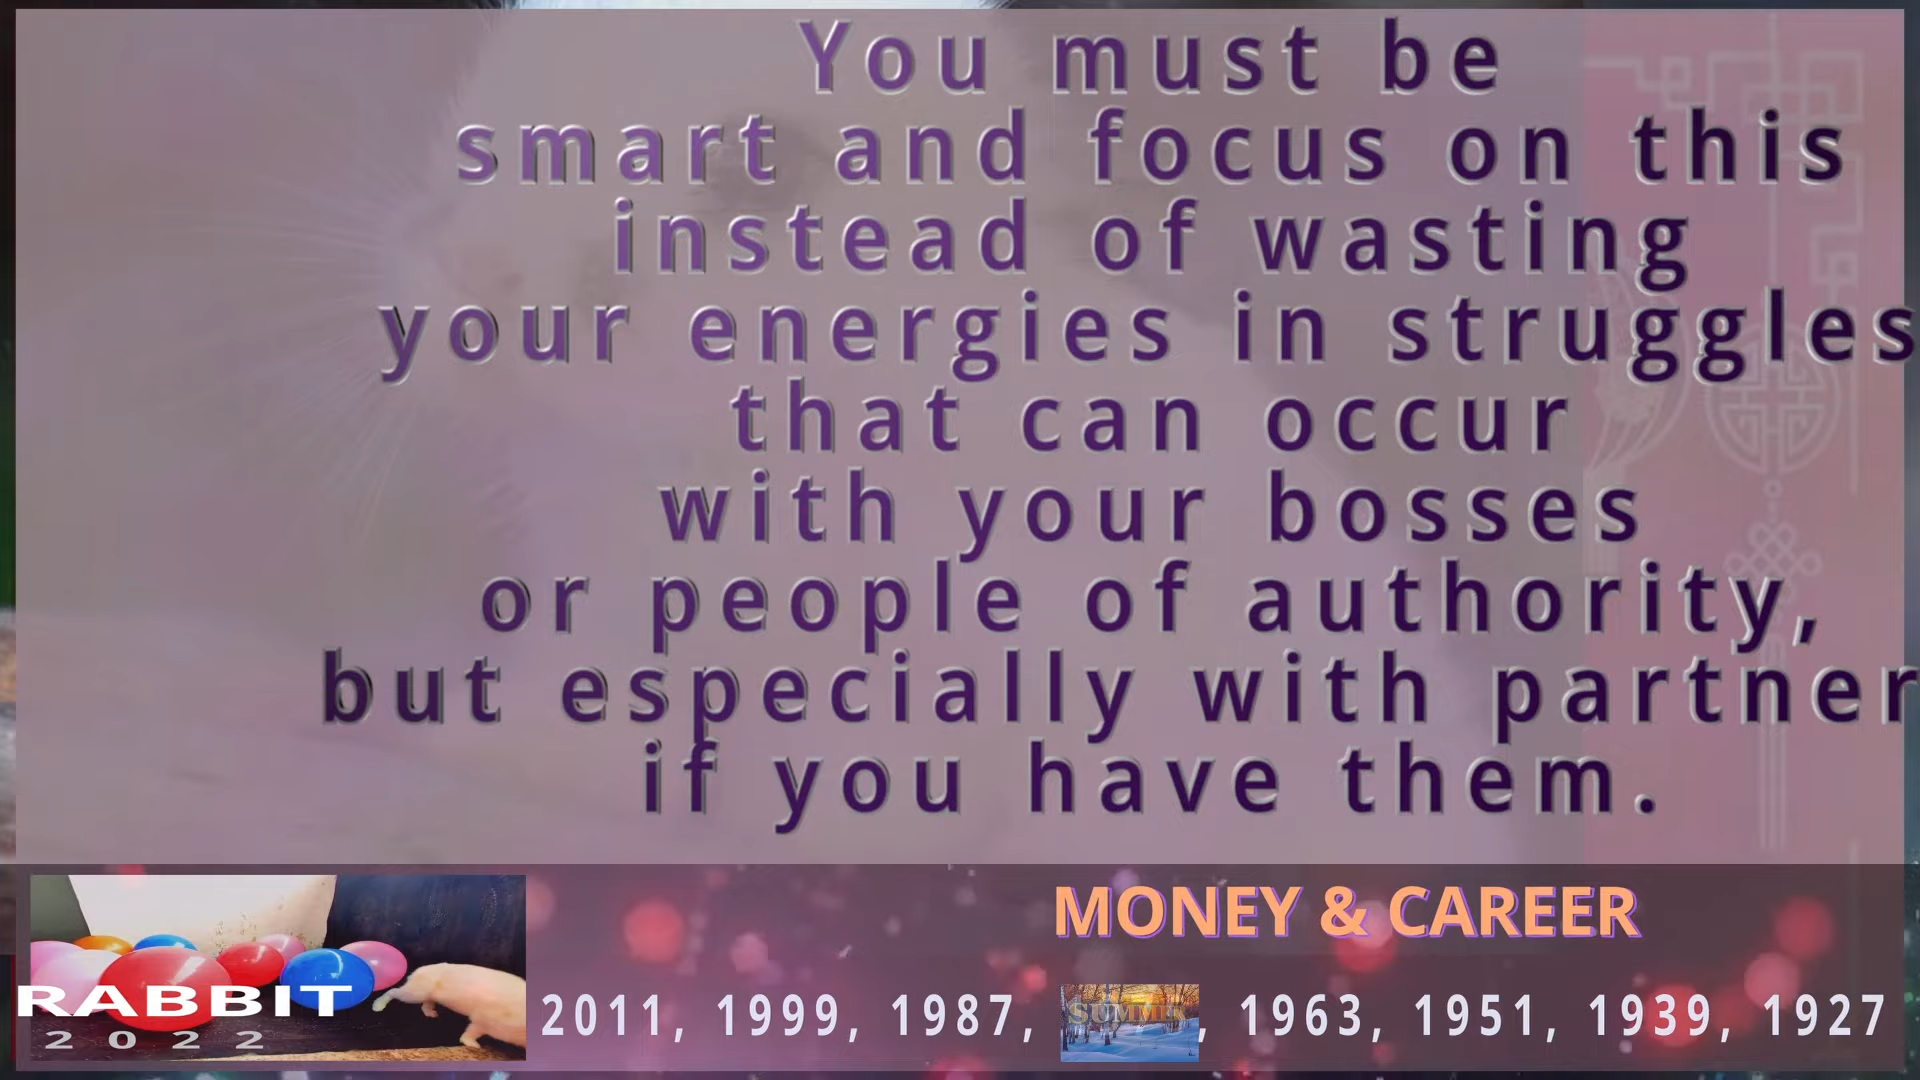 You must be
smart and focus on this
instead of wasting
your energies in struggles
that can occur
with your bosses
or people of authority,
but especially with partner
if you have them.
MONEY & CAREER
RABBIT
2022
2011, 1999, 1987, , 1963, 1951, 1939, 1927